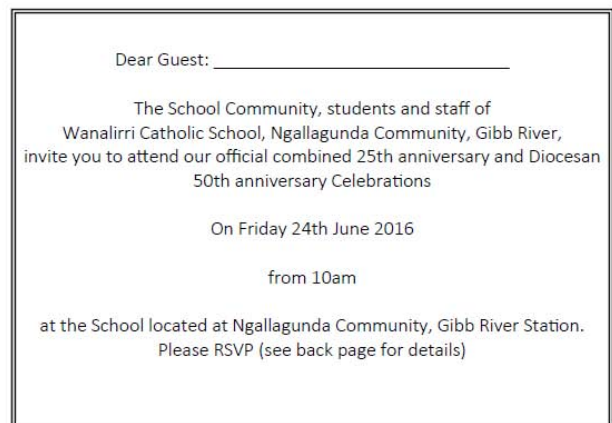 Dear Guest: ________________________________
The School Community, students and staff of
Wanalirri Catholic School, Ngallagunda Community, Gibb River,
invite you to attend our official combined 25th anniversary and Diocesan
50th anniversary Celebrations
On Friday 24th June 2016
from 10am
at the School located at Ngallagunda Community, Gibb River Station.
Please RSVP (see back page for details)